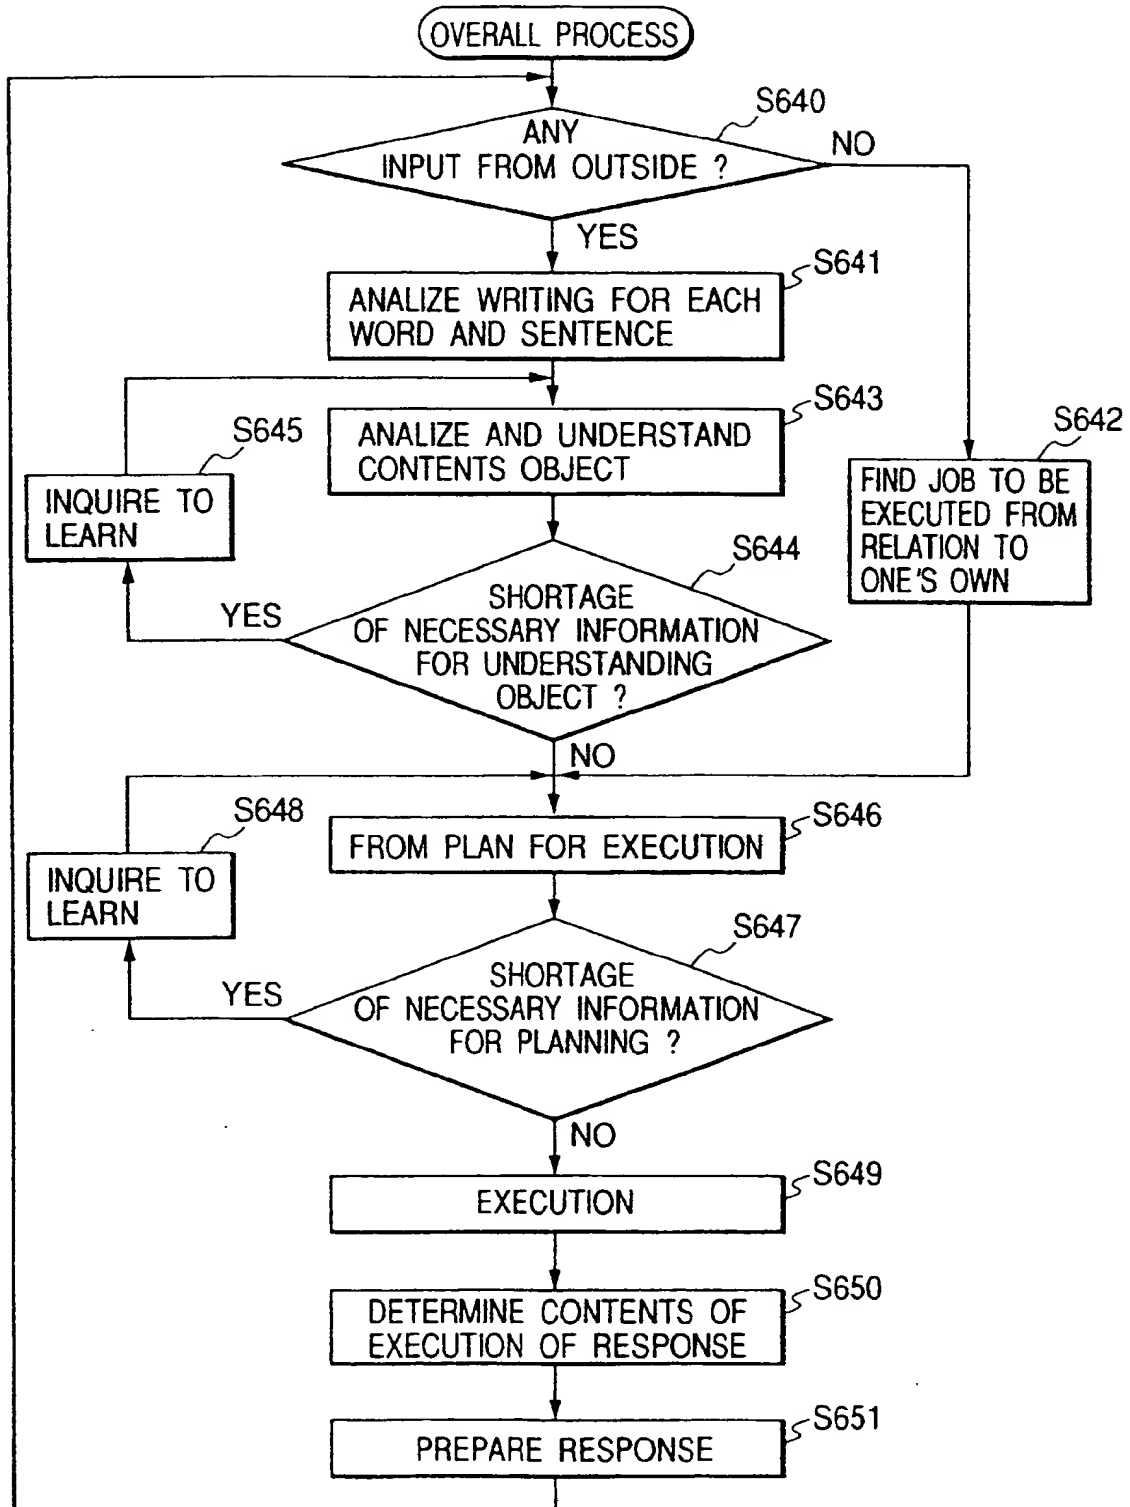 OVERALL PROCESS
S640
ANY
INPUT FROM OUTSIDE ?
NO
YES
S641
ANALIZE WRITING FOR EACH
WORD AND SENTENCE
S643
ANALIZE AND UNDERSTAND
CONTENTS OBJECT
S645
INQUIRE TO
LEARN
S642
FIND JOB TO BE
EXECUTED FROM
RELATION TO
ONE'S OWN
S644
SHORTAGE
OF NECESSARY INFORMATION
FOR UNDERSTANDING
OBJECT ?
YES
NO
S646
FROM PLAN FOR EXECUTION
S648
INQUIRE TO
LEARN
S647
SHORTAGE
OF NECESSARY INFORMATION
FOR PLANNING ?
YES
NO
S649
EXECUTION
S650
DETERMINE CONTENTS OF
EXECUTION OF RESPONSE
S651
PREPARE RESPONSE